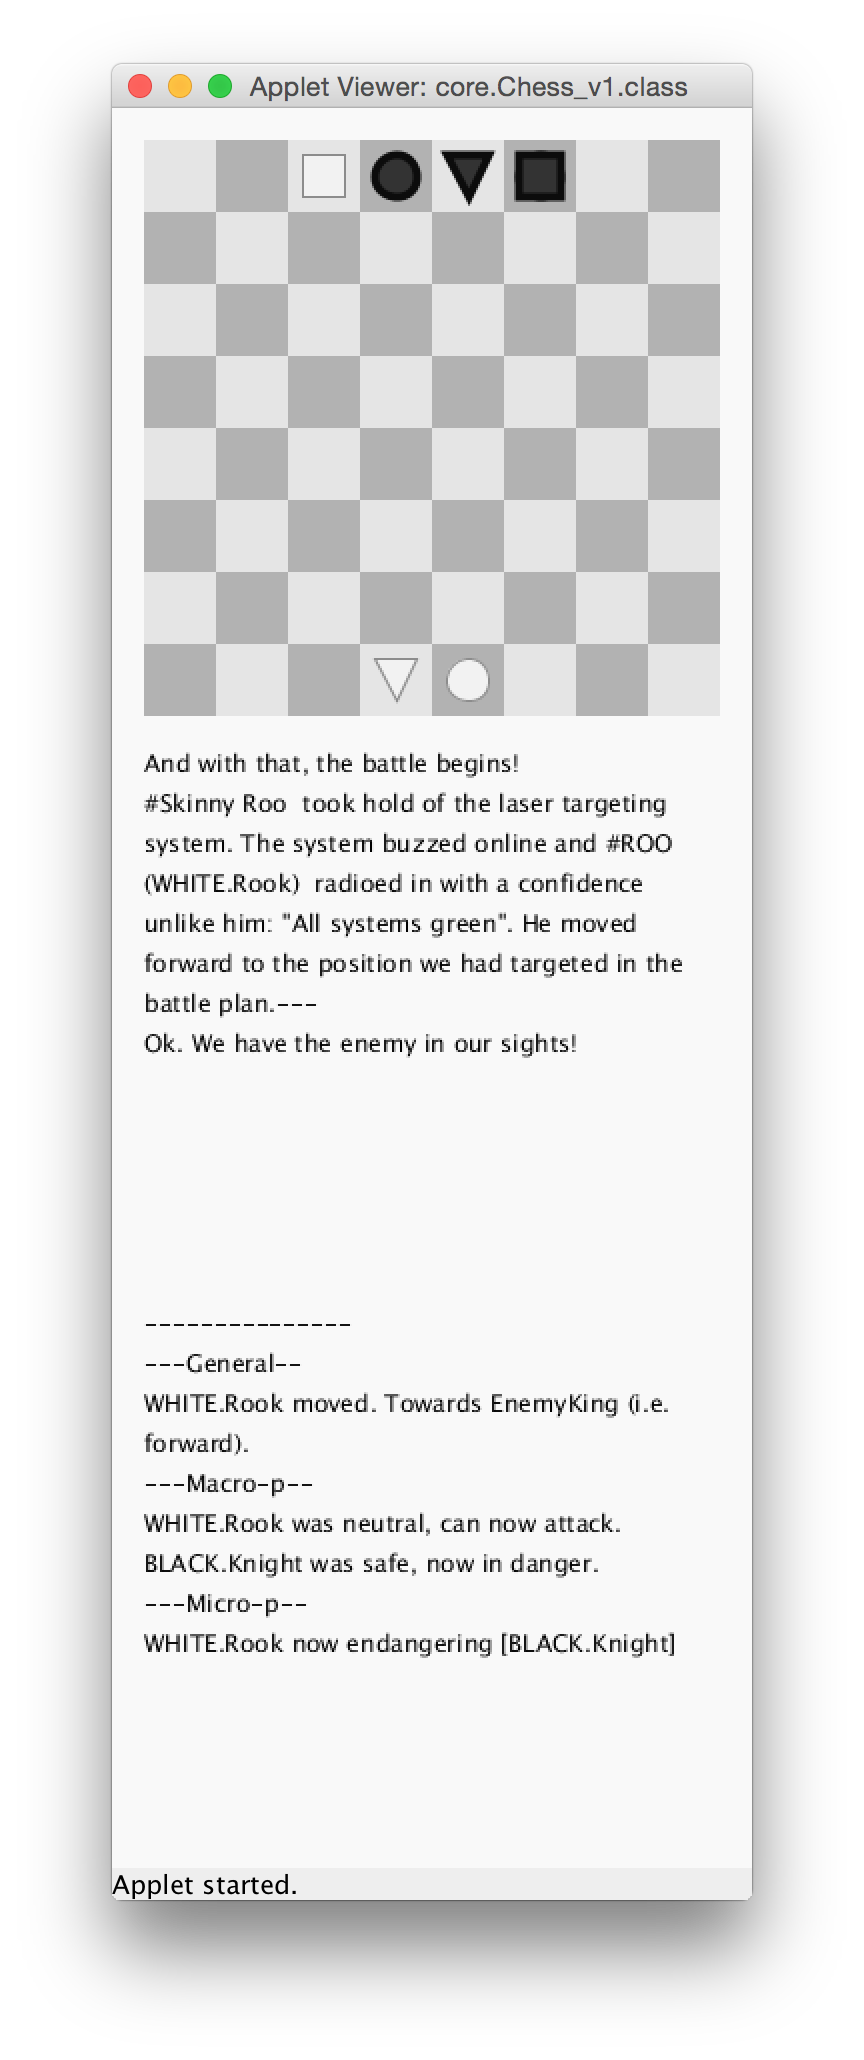 Applet Viewer: core.Chess_v1.class
And with that, the battle begins!
#Skinny Roo  took hold of the laser targeting
system. The system buzzed online and #ROO
(WHITE.Rook)  radioed in with a confidence
unlike him: "All systems green". He moved
forward to the position we had targeted in the
battle plan.---
Ok. We have the enemy in our sights!
---------------
---General--
WHITE.Rook moved. Towards EnemyKing (i.e.
forward).
---Macro-p--
WHITE.Rook was neutral, can now attack.
BLACK.Knight was safe, now in danger.
---Micro-p--
WHITE.Rook now endangering [BLACK.Knight]
Applet started.